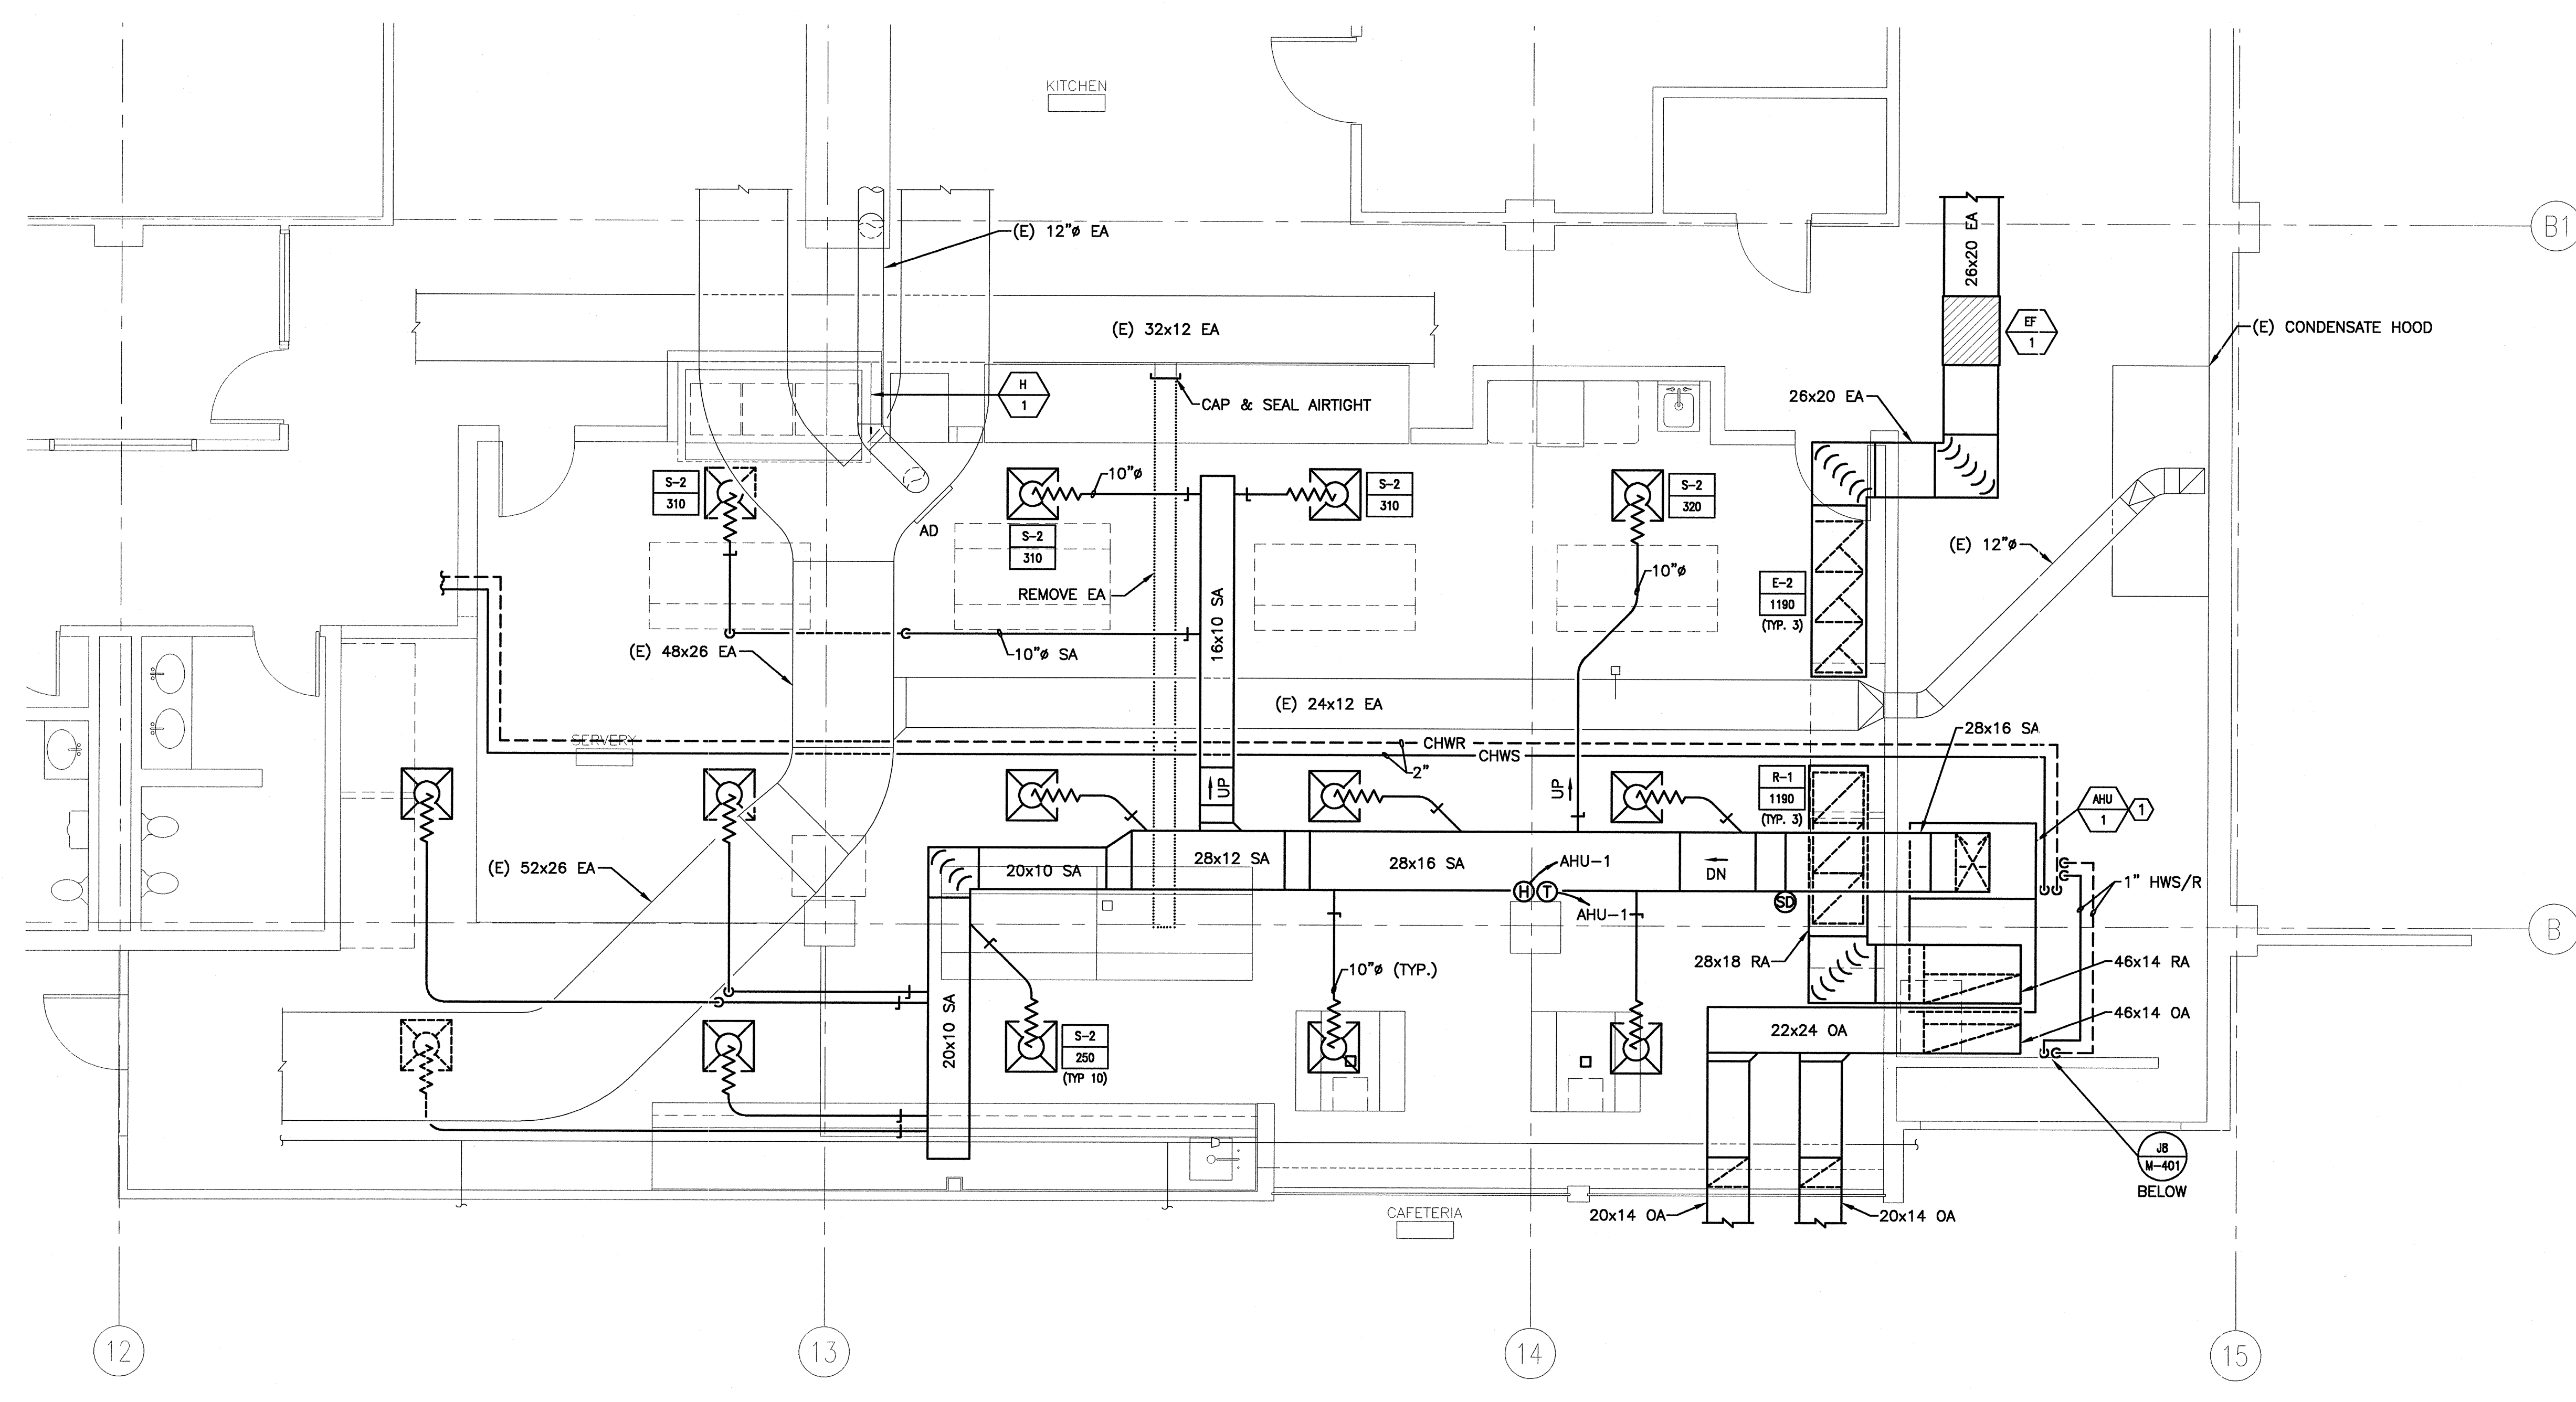 KITCHEN
B1
(E) 12"ø EA
26x20 EA
(E) 32x12 EA
EF
1
(E) CONDENSATE HOOD
H
1
CAP & SEAL AIRTIGHT
26x20 EA
S-2
310
10"ø
S-2
310
S-2
310
S-2
320
AD
(E) 12"ø
REMOVE EA
10"ø
E-2
1190
(TYP. 3)
16x10 SA
(E) 48x26 EA
10"ø SA
(E) 24x12 EA
28x16 SA
SERVERY
CHWR
CHWS
2"
UP
UP
R-1
1190
(TYP. 3)
AHU
1
1
(E) 52x26 EA
20x10 SA
28x12 SA
28x16 SA
AHU-1
DN
H
T
AHU-1
SD
1" HWS/R
B
28x18 RA
46x14 RA
10"ø (TYP.)
20x10 SA
46x14 OA
22x24 OA
S-2
250
(TYP 10)
J8
M-401
BELOW
CAFETERIA
20x14 OA
20x14 OA
12
13
14
15